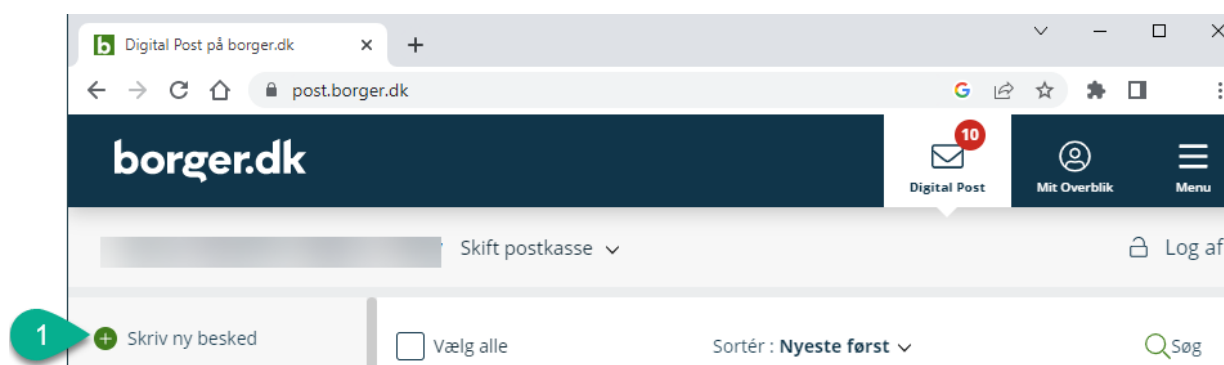 Digital Post på borger.dk
post.borger.dk
borger.dk
10
Digital Post
Mit Overblik
Menu
Skift postkasse
Log af
1
Skriv ny besked
Vælg alle
Sortér : Nyeste først
Søg